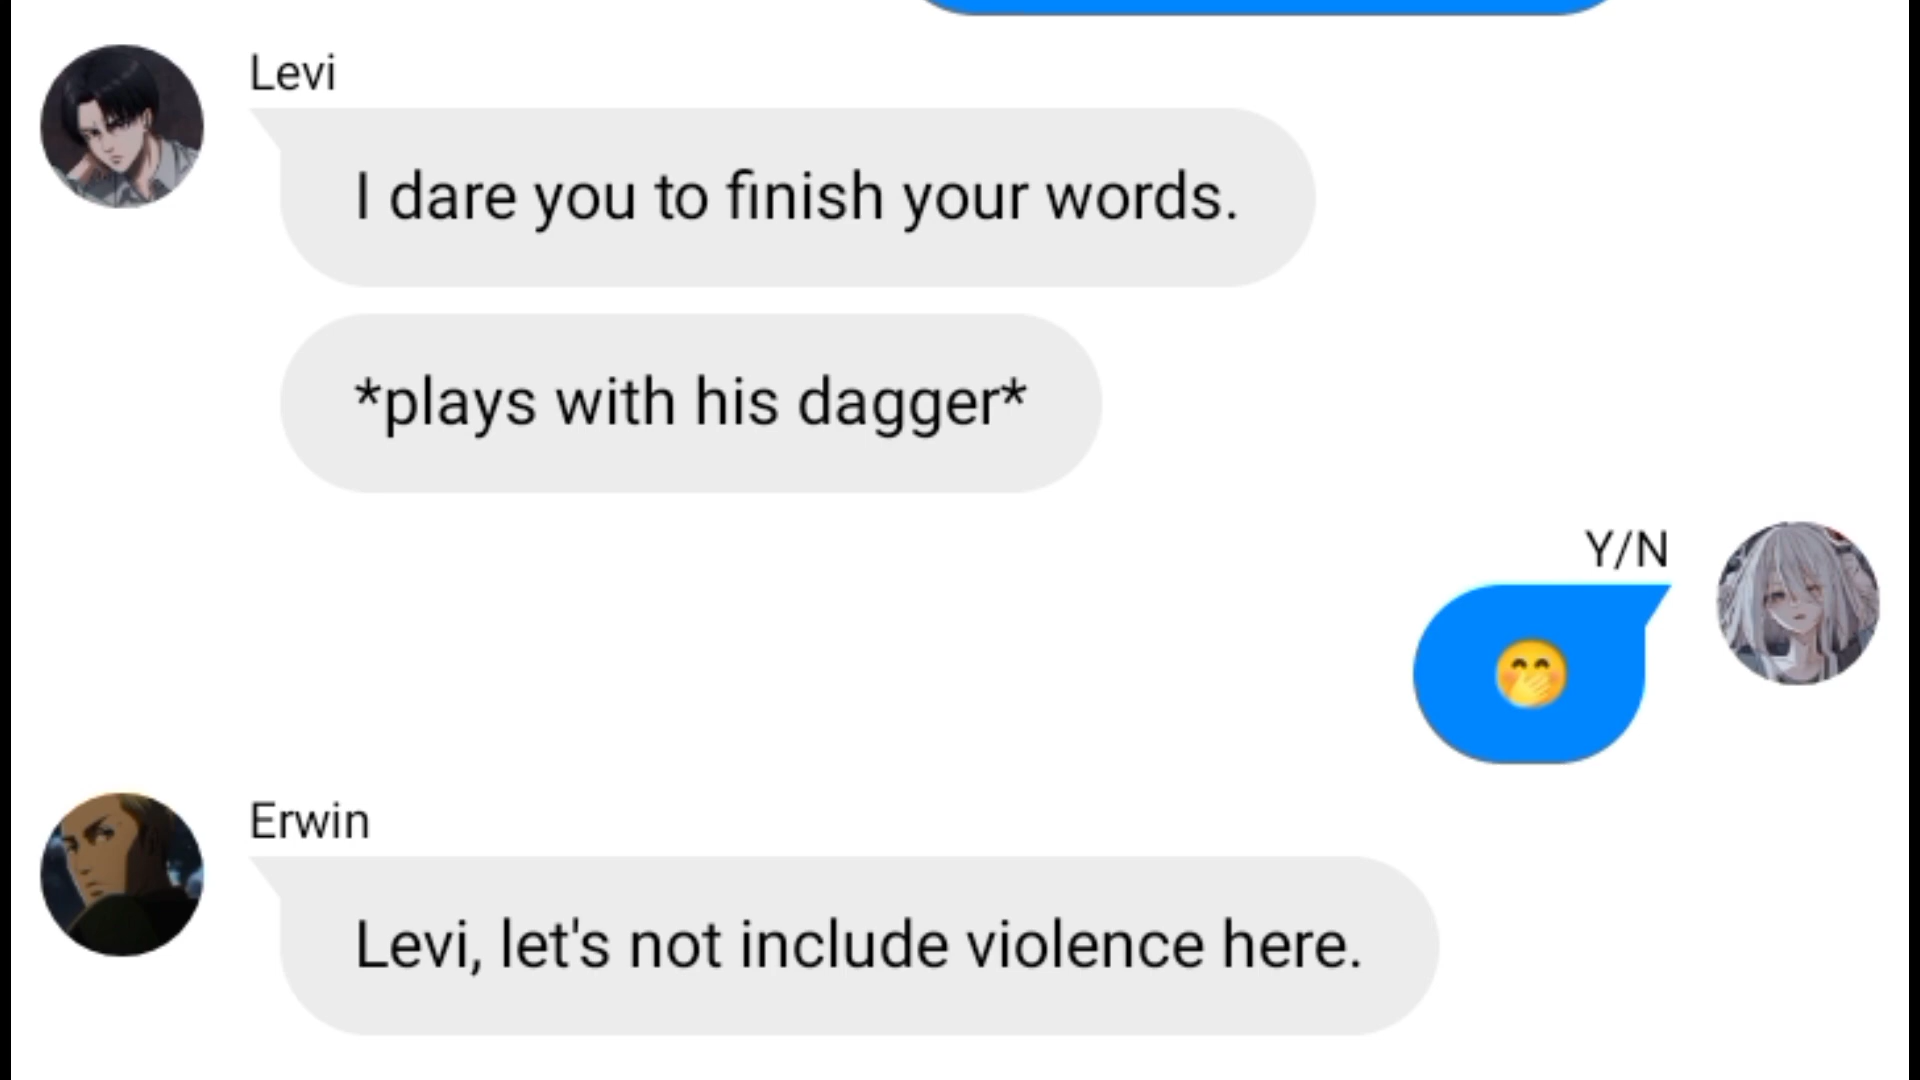 Levi
I dare you to finish your words.
*plays with his dagger*
Y/N
🤭
Erwin
Levi, let's not include violence here.